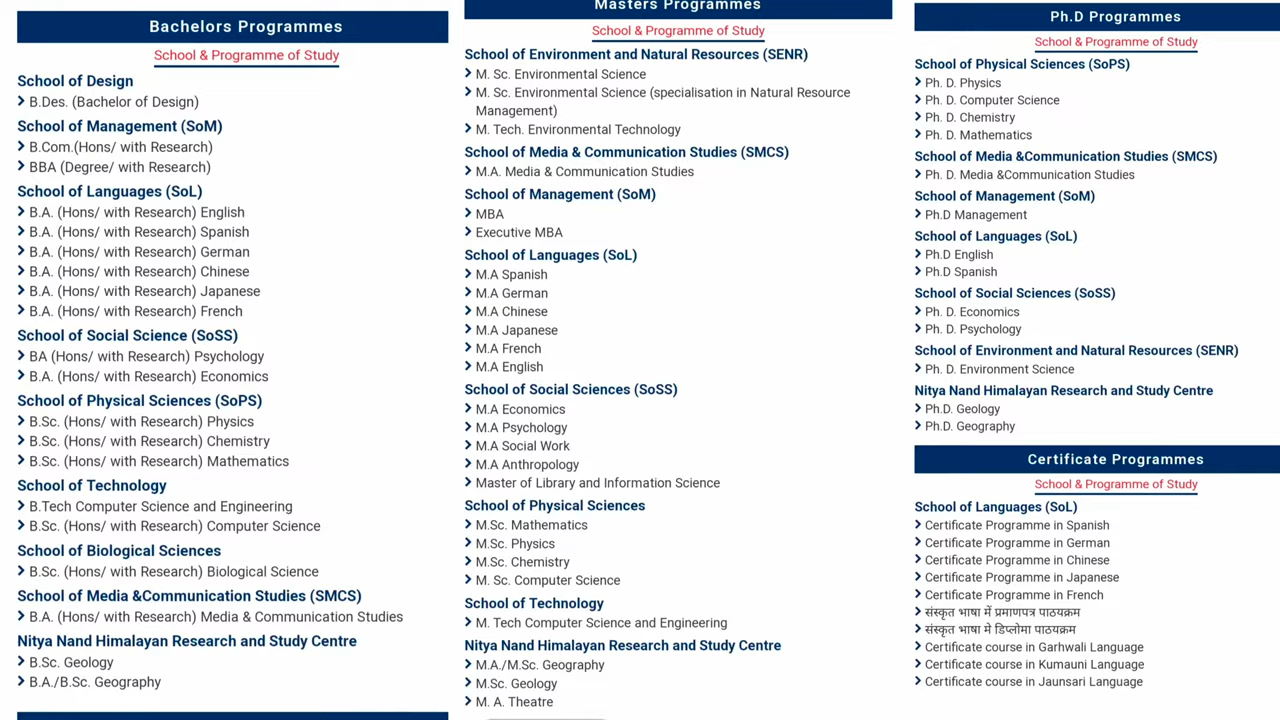 Bachelors Programmes
School & Programme of Study
School of Design
B.Des. (Bachelor of Design)
School of Management (SoM)
B.Com.(Hons/ with Research)
BBA (Degree/ with Research)
School of Languages (SoL)
B.A. (Hons/ with Research) English
B.A. (Hons/ with Research) Spanish
B.A. (Hons/ with Research) German
B.A. (Hons/ with Research) Chinese
B.A. (Hons/ with Research) Japanese
B.A. (Hons/ with Research) French
School of Social Science (SoSS)
BA (Hons/ with Research) Psychology
B.A. (Hons/ with Research) Economics
School of Physical Sciences (SoPS)
B.Sc. (Hons/ with Research) Physics
B.Sc. (Hons/ with Research) Chemistry
B.Sc. (Hons/ with Research) Mathematics
School of Technology
B.Tech Computer Science and Engineering
B.Sc. (Hons/ with Research) Computer Science
School of Biological Sciences
B.Sc. (Hons/ with Research) Biological Science
School of Media &Communication Studies (SMCS)
B.A. (Hons/ with Research) Media & Communication Studies
Nitya Nand Himalayan Research and Study Centre
B.Sc. Geology
B.A./B.Sc. Geography
Masters Programmes
School & Programme of Study
School of Environment and Natural Resources (SENR)
M. Sc. Environmental Science
M. Sc. Environmental Science (specialisation in Natural Resource
Management)
M. Tech. Environmental Technology
School of Media & Communication Studies (SMCS)
M.A. Media & Communication Studies
School of Management (SoM)
MBA
Executive MBA
School of Languages (SoL)
M.A Spanish
M.A German
M.A Chinese
M.A Japanese
M.A French
M.A English
School of Social Sciences (SoSS)
M.A Economics
M.A Psychology
M.A Social Work
M.A Anthropology
Master of Library and Information Science
School of Physical Sciences
M.Sc. Mathematics
M.Sc. Physics
M.Sc. Chemistry
M. Sc. Computer Science
School of Technology
M. Tech Computer Science and Engineering
Nitya Nand Himalayan Research and Study Centre
M.A./M.Sc. Geography
M.Sc. Geology
M. A. Theatre
Ph.D Programmes
School & Programme of Study
School of Physical Sciences (SoPS)
Ph. D. Physics
Ph. D. Computer Science
Ph. D. Chemistry
Ph. D. Mathematics
School of Media &Communication Studies (SMCS)
Ph. D. Media &Communication Studies
School of Management (SoM)
Ph.D Management
School of Languages (SoL)
Ph.D English
Ph.D Spanish
School of Social Sciences (SoSS)
Ph. D. Economics
Ph. D. Psychology
School of Environment and Natural Resources (SENR)
Ph. D. Environment Science
Nitya Nand Himalayan Research and Study Centre
Ph.D. Geology
Ph.D. Geography
Certificate Programmes
School & Programme of Study
School of Languages (SoL)
Certificate Programme in Spanish
Certificate Programme in German
Certificate Programme in Chinese
Certificate Programme in Japanese
Certificate Programme in French
संस्कृत भाषा में प्रमाणपत्र पाठयक्रम
संस्कृत भाषा मे डिप्लोमा पाठयक्रम
Certificate course in Garhwali Language
Certificate course in Kumauni Language
Certificate course in Jaunsari Language